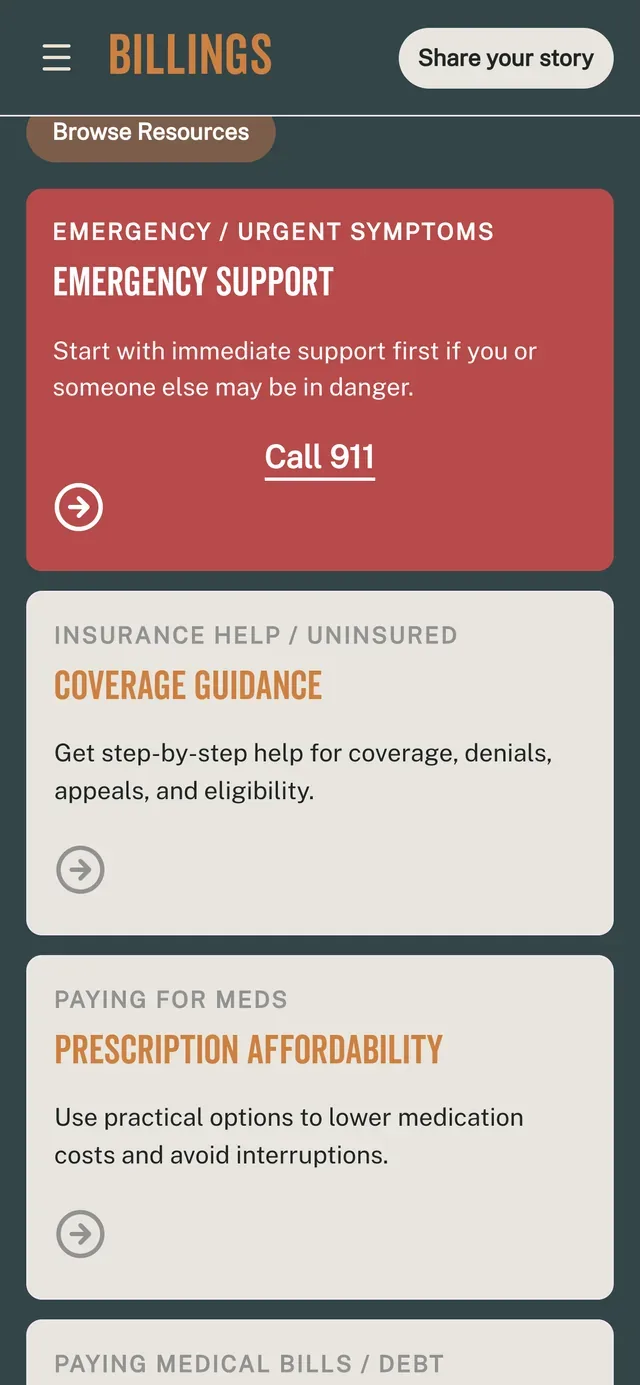 BILLINGS
Share your story
Browse Resources
EMERGENCY / URGENT SYMPTOMS
EMERGENCY SUPPORT
Start with immediate support first if you or
someone else may be in danger.
Call 911
INSURANCE HELP / UNINSURED
COVERAGE GUIDANCE
Get step-by-step help for coverage, denials,
appeals, and eligibility.
PAYING FOR MEDS
PRESCRIPTION AFFORDABILITY
Use practical options to lower medication
costs and avoid interruptions.
PAYING MEDICAL BILLS / DEBT